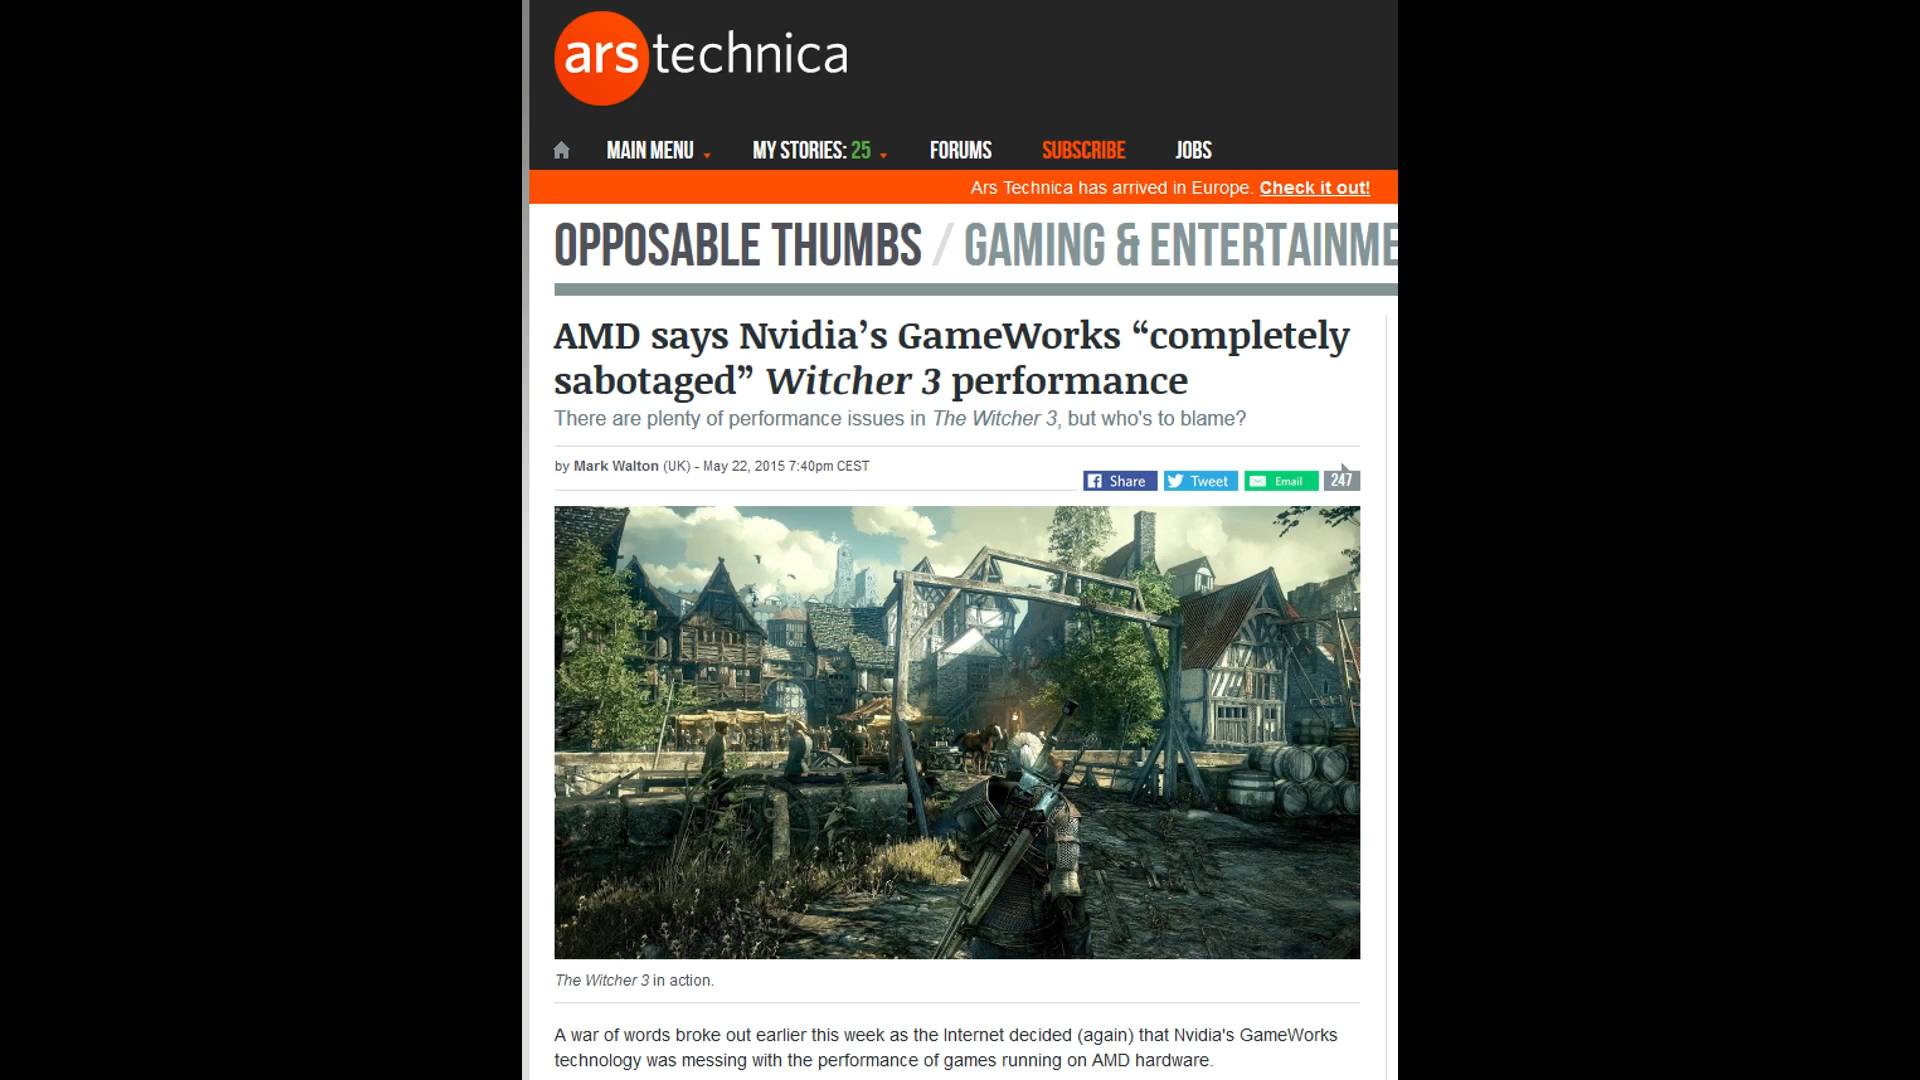 ars technica
MAIN MENU
MY STORIES: 25
FORUMS
SUBSCRIBE
JOBS
Ars Technica has arrived in Europe. Check it out!
OPPOSABLE THUMBS / GAMING & ENTERTAINME
AMD says Nvidia’s GameWorks “completely
sabotaged” Witcher 3 performance
There are plenty of performance issues in The Witcher 3, but who's to blame?
by Mark Walton (UK) - May 22, 2015 7:40pm CEST
Share
Tweet
Email
247
The Witcher 3 in action.
A war of words broke out earlier this week as the Internet decided (again) that Nvidia's GameWorks
technology was messing with the performance of games running on AMD hardware.